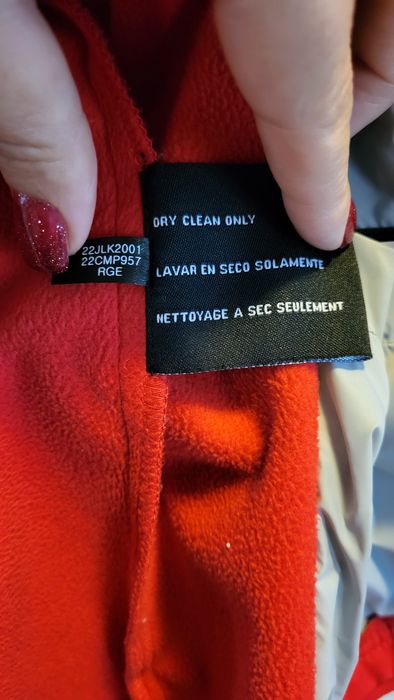 22JLK2001
22CMP957
RGE
DRY CLEAN ONLY
LAVAR EN SECO SOLAMENTE
NETTOYAGE A SEC SEULEMENT